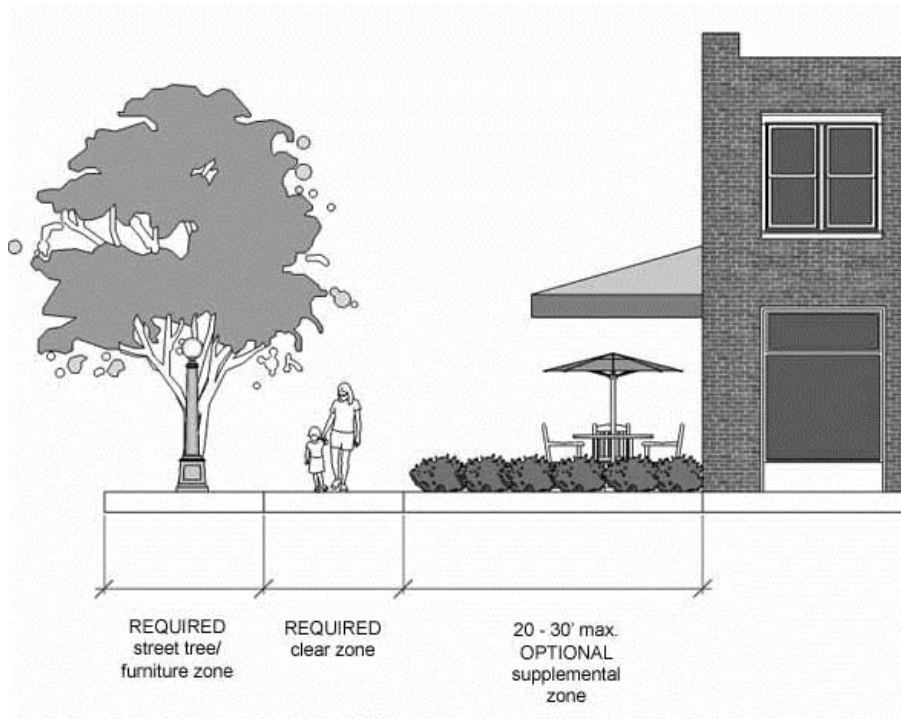 REQUIRED
street tree/
furniture zone
REQUIRED
clear zone
20 - 30' max.
OPTIONAL
supplemental
zone